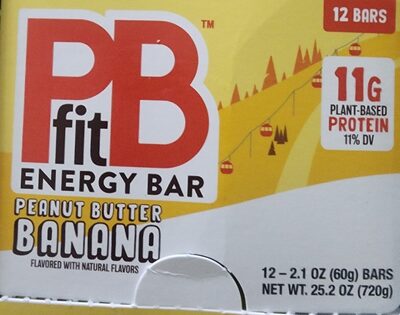 PB
fit
™
ENERGY BAR
PEANUT BUTTER
BANANA
FLAVORED WITH NATURAL FLAVORS
12 BARS
11G
PLANT-BASED
PROTEIN
11% DV
12 – 2.1 OZ (60g) BARS
NET WT. 25.2 OZ (720g)